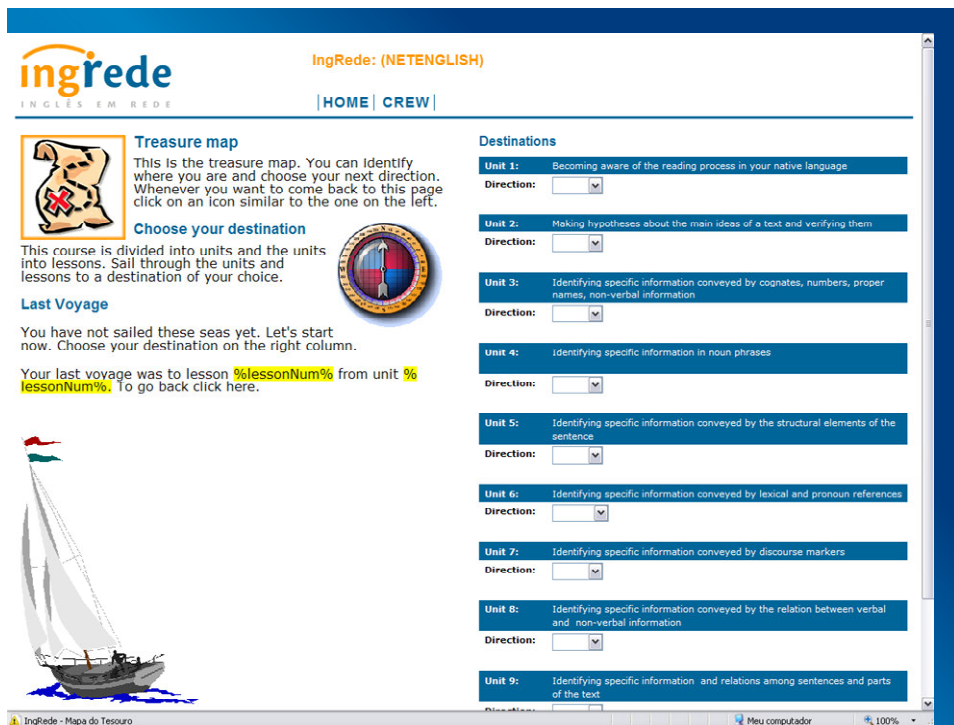 ingrede
INGLÊS EM REDE
IngRede: (NETENGLISH)
|HOME| CREW|
Treasure map
This is the treasure map. You can identify
where you are and choose your next direction.
Whenever you want to come back to this page
click on an icon similar to the one on the left.
Choose your destination
This course is divided into units and the units
into lessons. Sail through the units and
lessons to a destination of your choice.
Last Voyage
You have not sailed these seas yet. Let's start
now. Choose your destination on the right column.
Your last voyage was to lesson %lessonNum% from unit %
lessonNum%. To go back click here.
Destinations
Unit 1: Becoming aware of the reading process in your native language
Direction:
Unit 2: Making hypotheses about the main ideas of a text and verifying them
Direction:
Unit 3: Identifying specific information conveyed by cognates, numbers, proper
names, non-verbal information
Direction:
Unit 4: Identifying specific information in noun phrases
Direction:
Unit 5: Identifying specific information conveyed by the structural elements of the
sentence
Direction:
Unit 6: Identifying specific information conveyed by lexical and pronoun references
Direction:
Unit 7: Identifying specific information conveyed by discourse markers
Direction:
Unit 8: Identifying specific information conveyed by the relation between verbal
and non-verbal information
Direction:
Unit 9: Identifying specific information and relations among sentences and parts
of the text
Direction:
IngRede - Mapa do Tesouro
Meu computador
100%